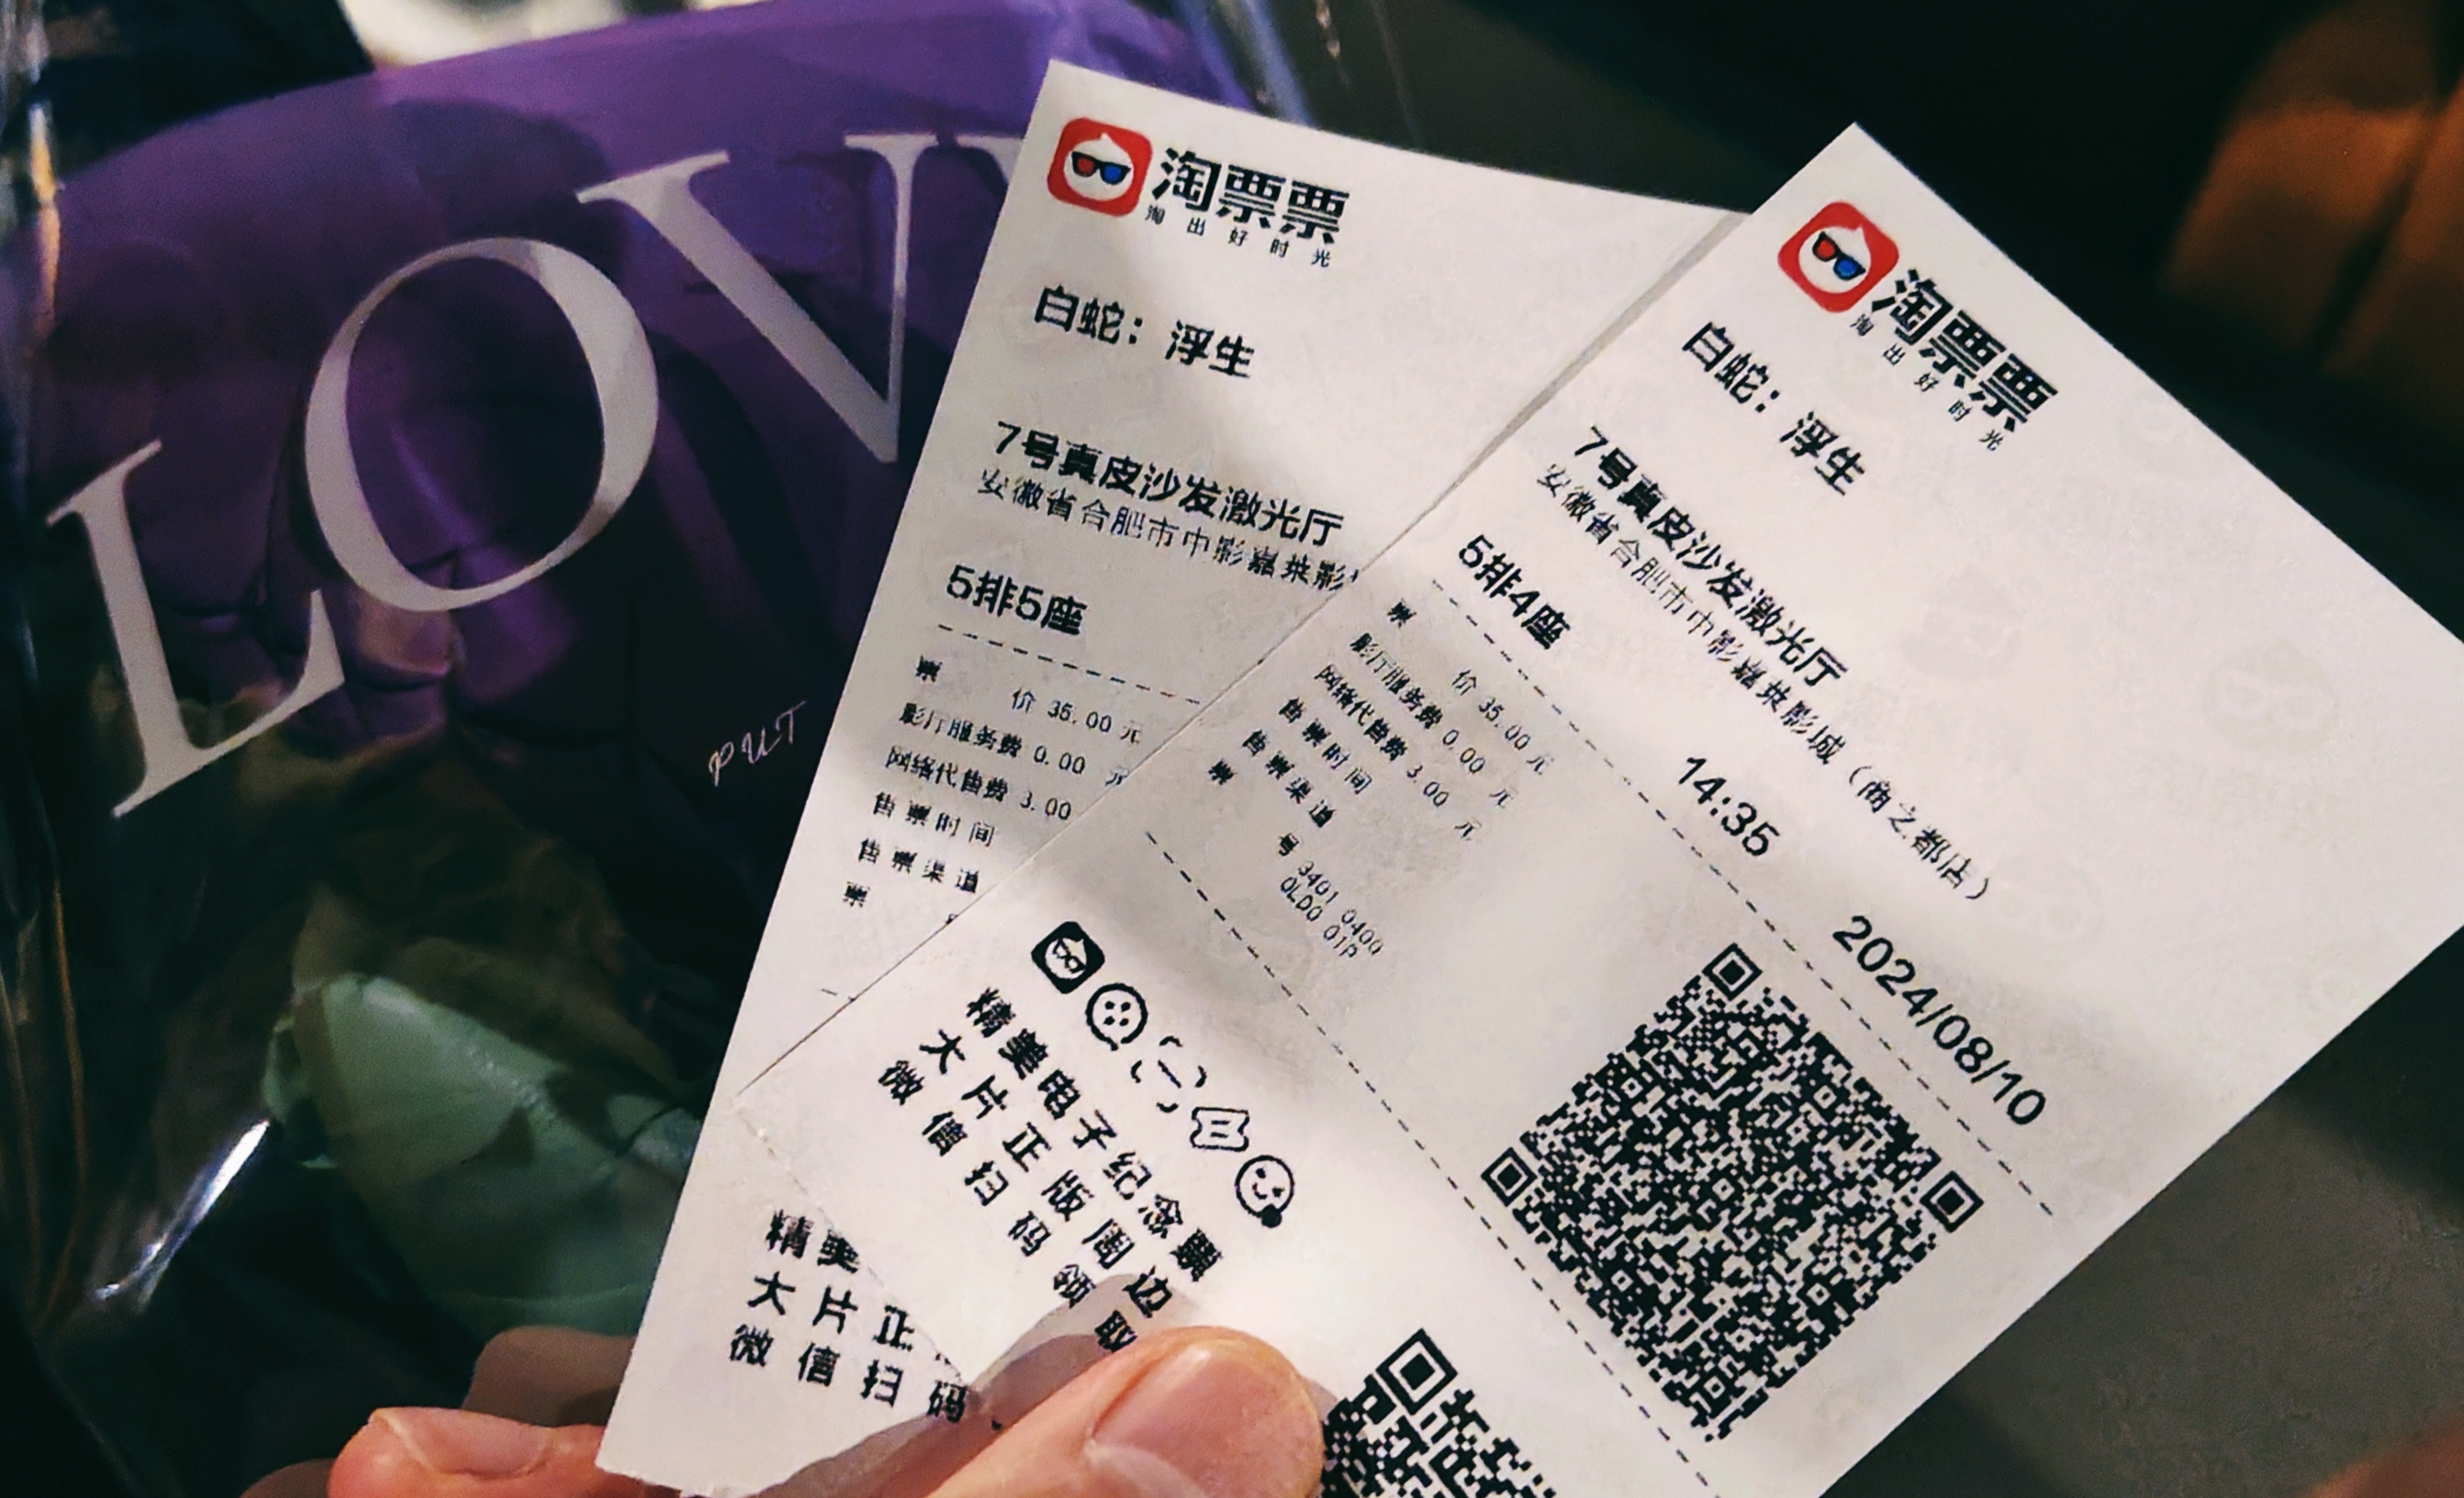 LOV
PUT
淘票票
淘出好时光
白蛇：浮生
7号真皮沙发激光厅
安徽省合肥市中影嘉莱影
5排5座
票 价 35.00 元
影厅服务费 0.00 元
网络代售费 3.00
售票时间
售票渠道
票
精美
大片正
微信扫码
淘票票
淘出好时光
白蛇：浮生
7号真皮沙发激光厅
安徽省合肥市中影嘉莱影城（商之都店）
5排4座 14:35 2024/08/10
票 价 35.00 元
影厅服务费 0.00 元
网络代售费 3.00 元
售票时间
售票渠道
票 号 3401 0400
0LD0 01P
精美电子纪念票
大片正版周边
微信扫码领取